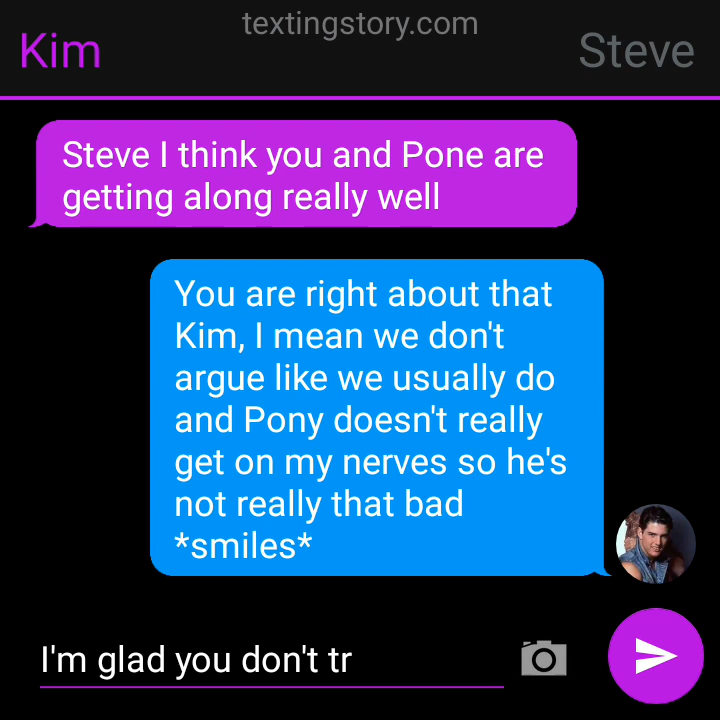 textingstory.com
Kim
Steve
Steve I think you and Pone are
getting along really well
You are right about that
Kim, I mean we don't
argue like we usually do
and Pony doesn't really
get on my nerves so he's
not really that bad
*smiles*
I'm glad you don't tr